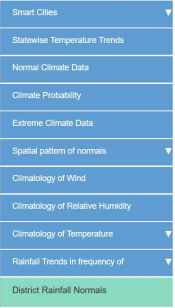 Smart Cities
Statewise Temperature Trends
Normal Climate Data
Climate Probability
Extreme Climate Data
Spatial pattern of normals
Climatology of Wind
Climatology of Relative Humidity
Climatology of Temperature
Rainfall Trends in frequency of
District Rainfall Normals